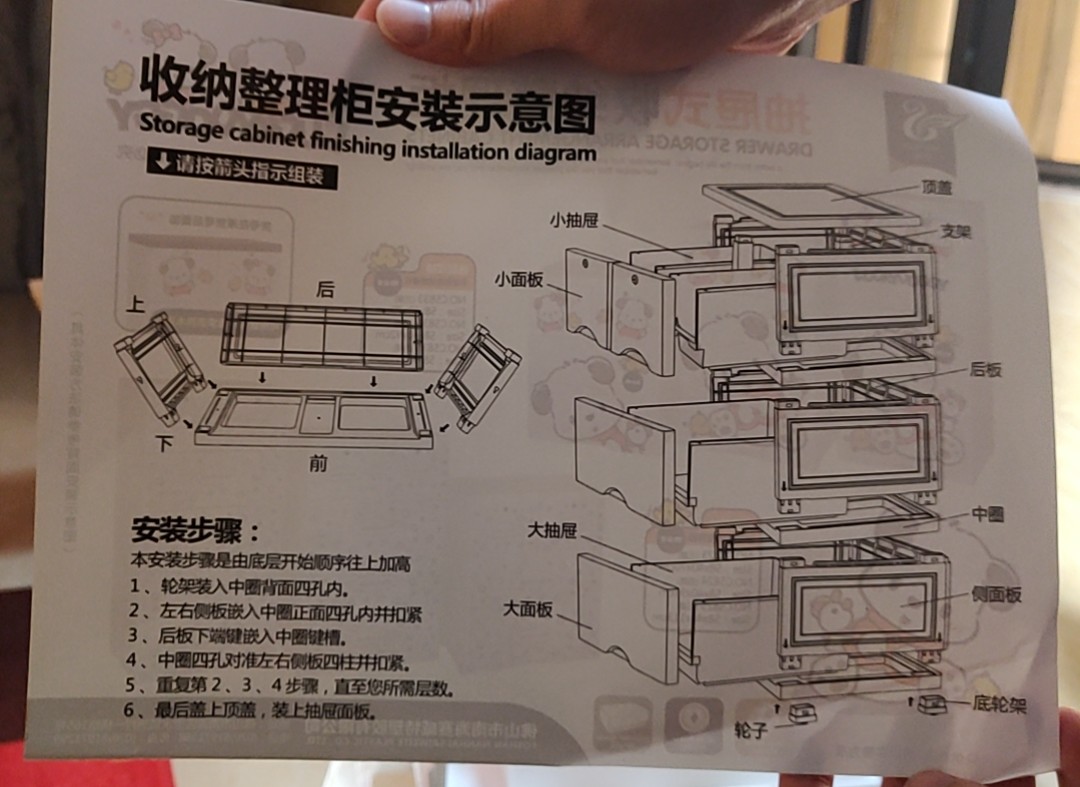 收纳整理柜安装示意图
Storage cabinet finishing installation diagram
请按箭头指示组装
上
后
下
前
顶盖
小抽屉
支架
小面板
后板
中圈
大抽屉
大面板
侧面板
底轮架
轮子
安装步骤：
本安装步骤是由底层开始顺序往上加高
1、轮架装入中圈背面四孔内。
2、左右侧板嵌入中圈正面四孔内并扣紧
3、后板下端键嵌入中圈键槽。
4、中圈四孔对准左右侧板四柱并扣紧。
5、重复第2、3、4步骤，直至您所需层数。
6、最后盖上顶盖，装上抽屉面板。